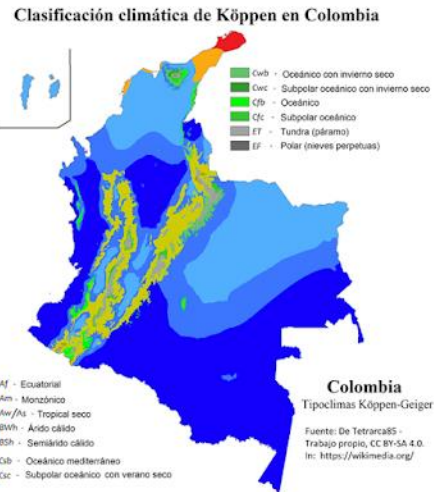 Clasificación climática de Köppen en Colombia
Cwb - Oceánico con invierno seco
Cwc - Subpolar oceánico con invierno seco
Cfb - Oceánico
Cfc - Subpolar oceánico
ET - Tundra (páramo)
EF - Polar (nieves perpetuas)
Af - Ecuatorial
Am - Monzónico
Aw/As - Tropical seco
BWh - Árido cálido
BSh - Semiárido cálido
Csb - Oceánico mediterráneo
Csc - Subpolar oceánico con verano seco
Colombia
Tipoclimas Köppen-Geiger
Fuente: De Tetrarca85 -
Trabajo propio, CC BY-SA 4.0.
In: https://wikimedia.org/